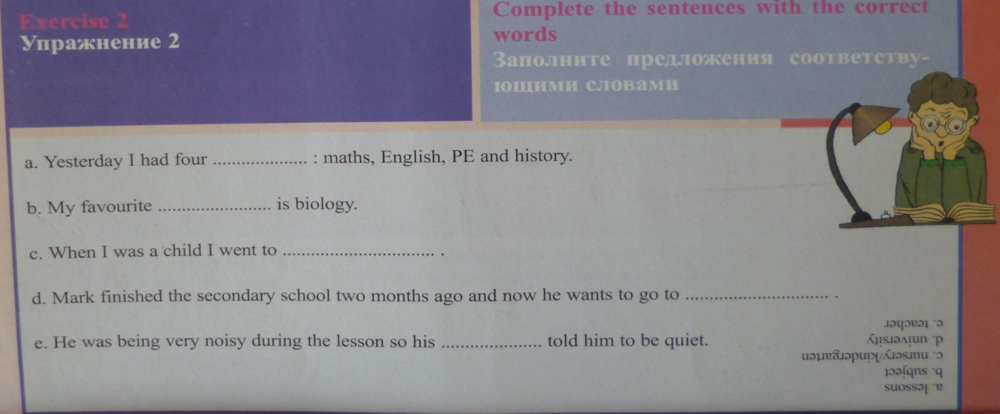 Exercise 2
Упражнение 2
Complete the sentences with the correct
words
Заполните предложения соответству-
ющими словами
a. Yesterday I had four .................... : maths, English, PE and history.
b. My favourite ........................ is biology.
c. When I was a child I went to ................................ .
d. Mark finished the secondary school two months ago and now he wants to go to .............................. .
e. He was being very noisy during the lesson so his ..................... told him to be quiet.
a. lessons
b. subject
c. nursery/kindergarten
d. university
e. teacher